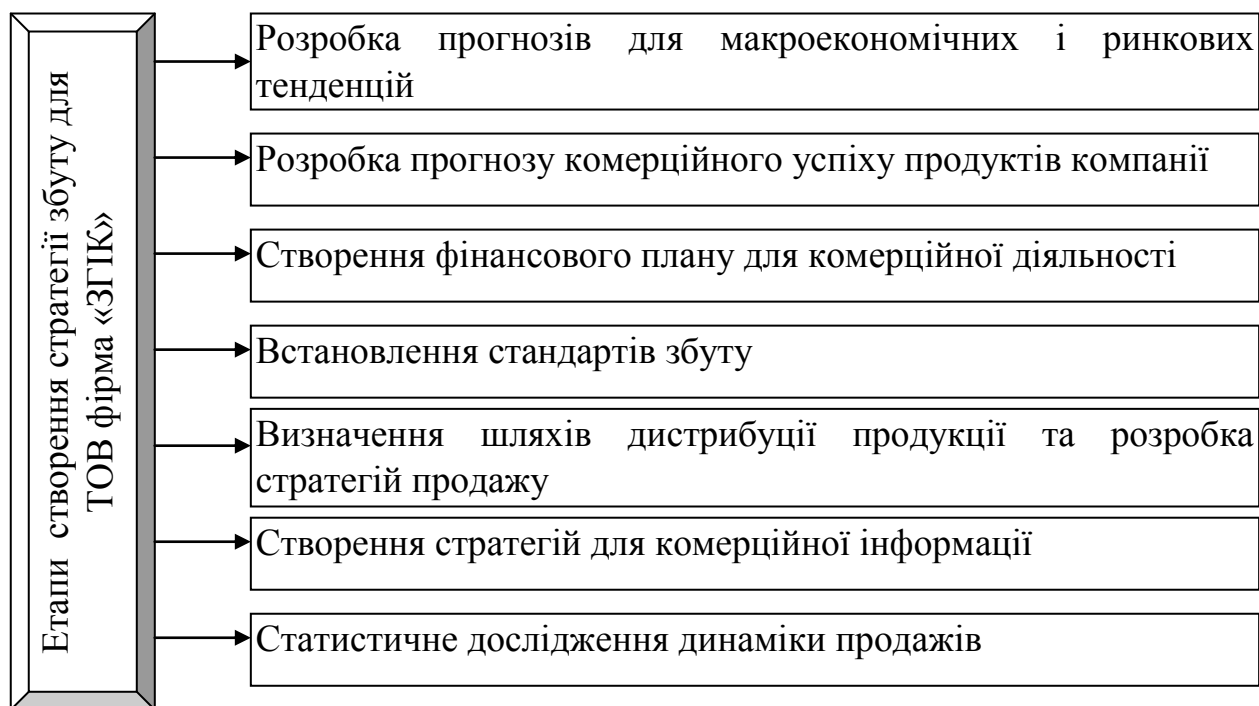 Етапи створення стратегії збуту для
ТОВ фірма «ЗГІК»
Розробка прогнозів для макроекономічних і ринкових
тенденцій
Розробка прогнозу комерційного успіху продуктів компанії
Створення фінансового плану для комерційної діяльності
Встановлення стандартів збуту
Визначення шляхів дистрибуції продукції та розробка
стратегій продажу
Створення стратегій для комерційної інформації
Статистичне дослідження динаміки продажів